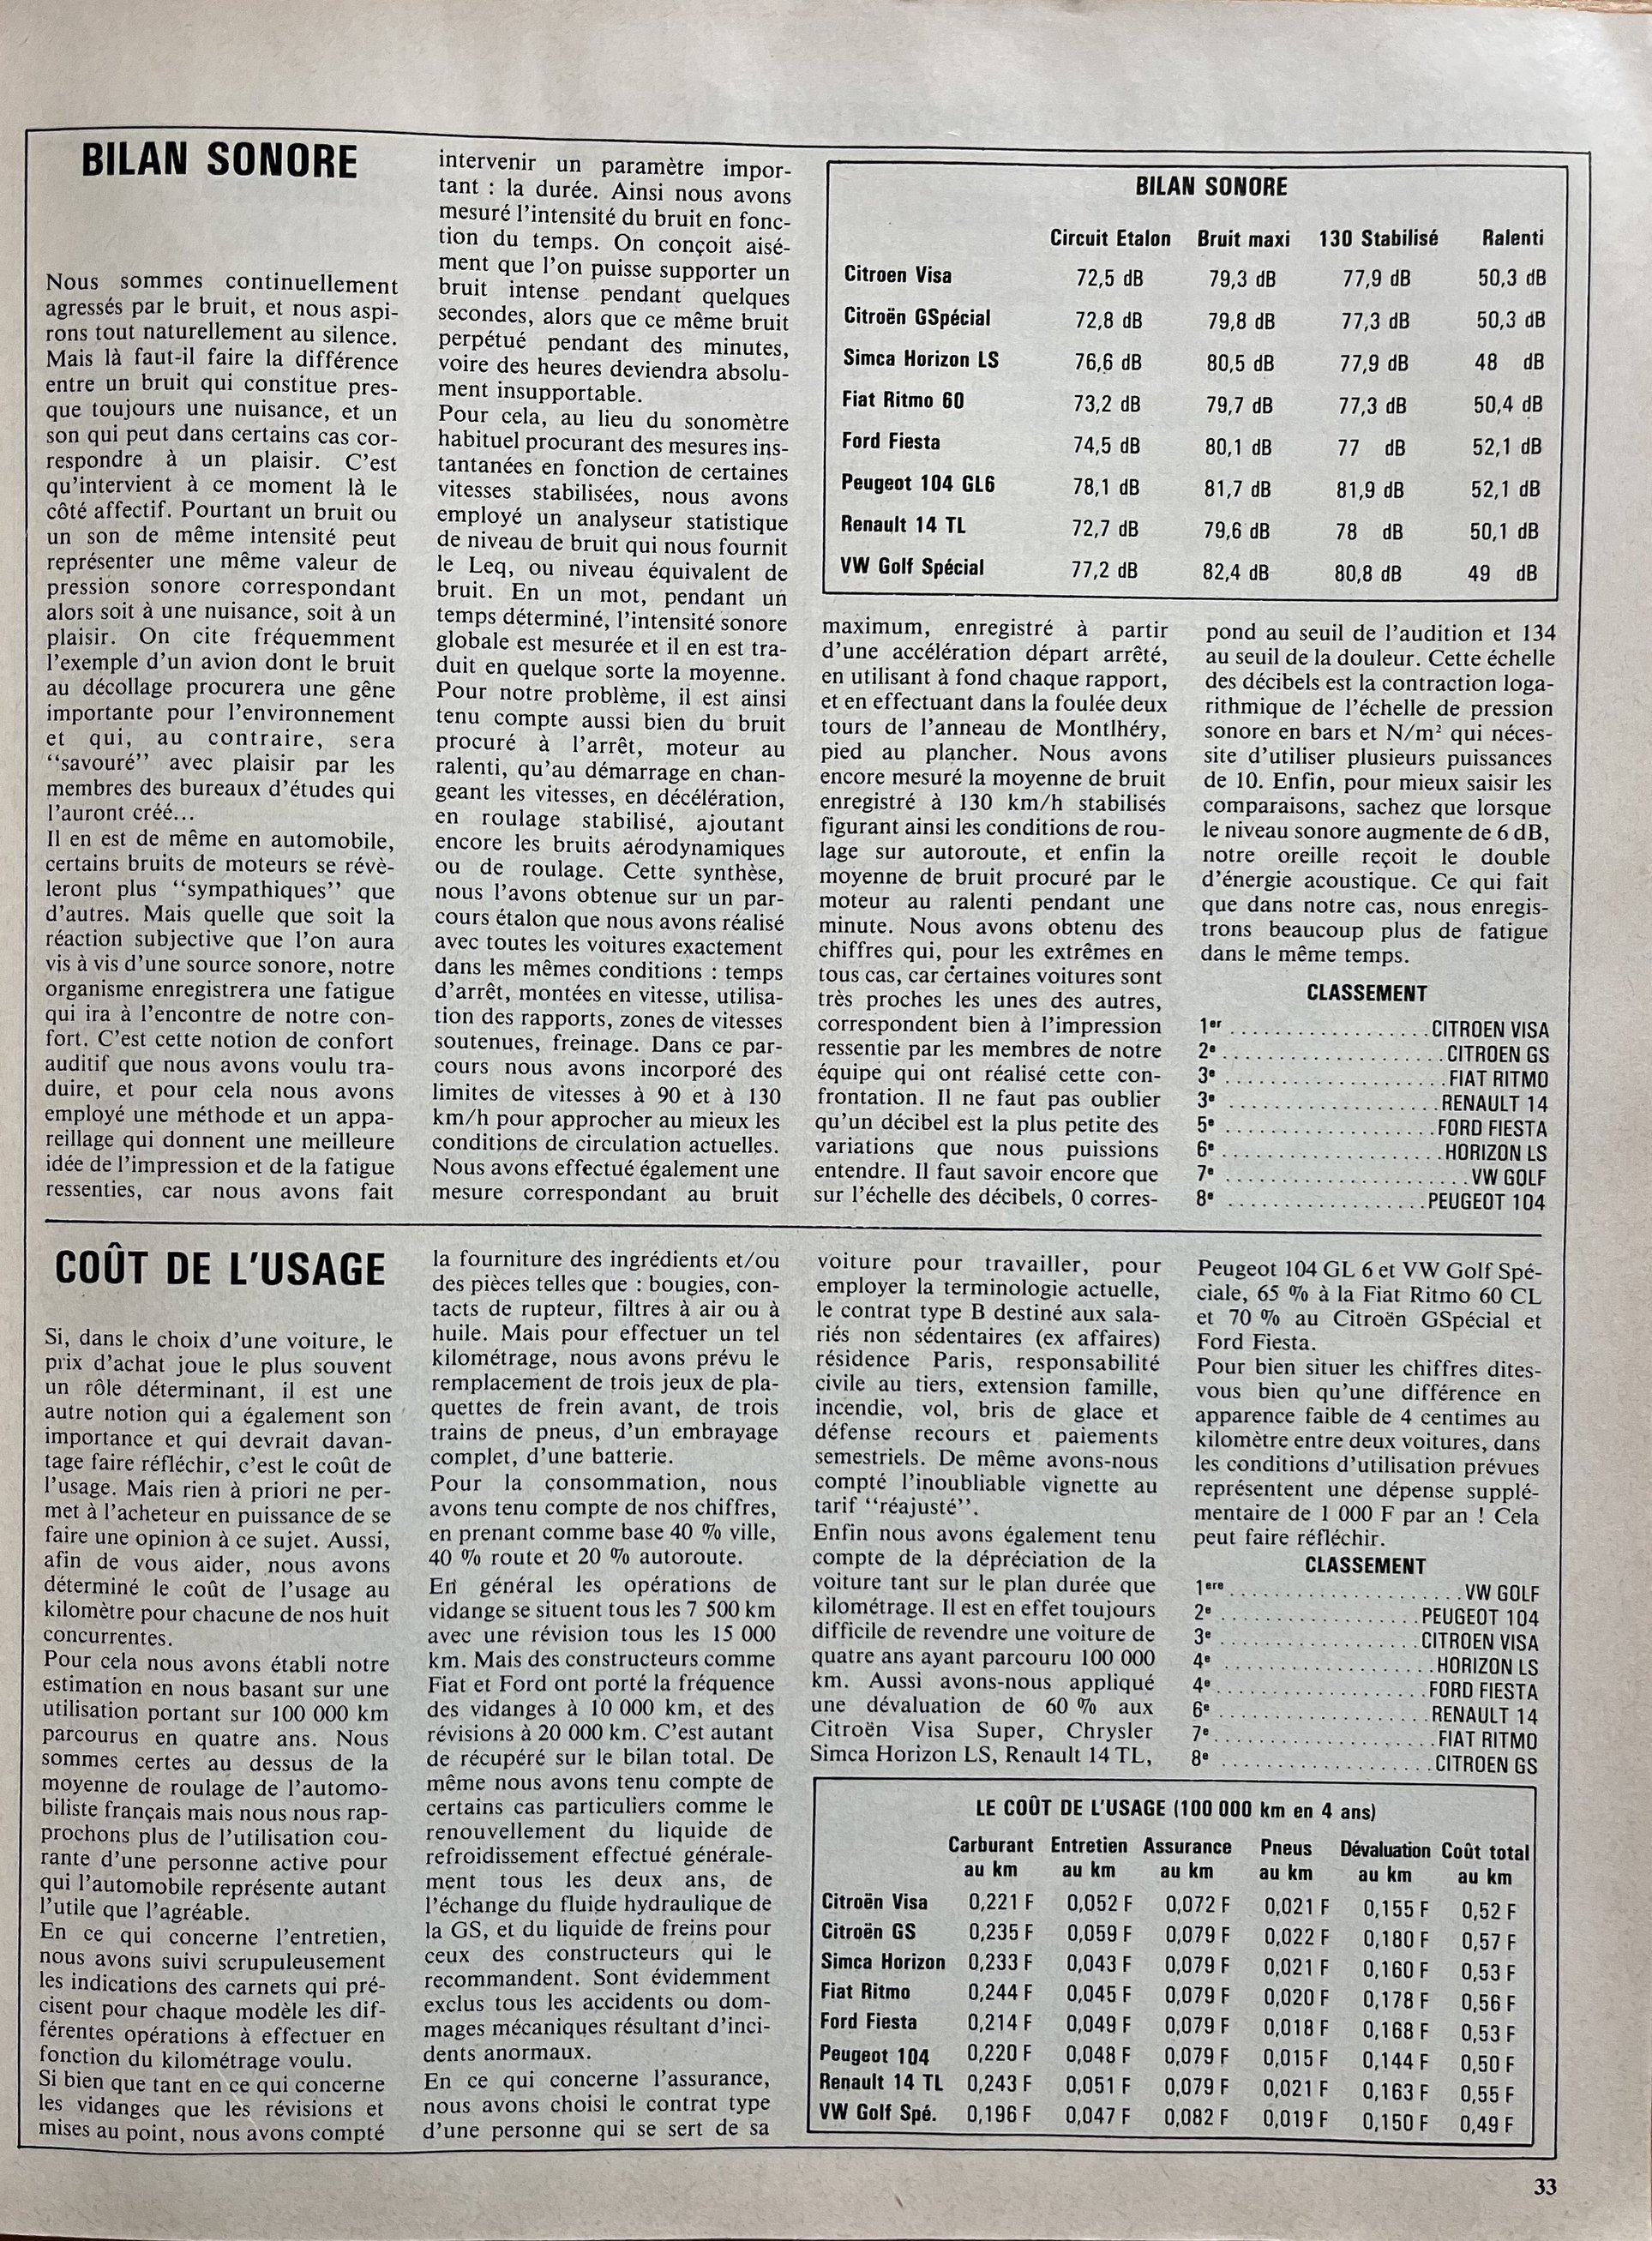 BILAN SONORE
Nous sommes continuellement
agressés par le bruit, et nous aspi-
rons tout naturellement au silence.
Mais là faut-il faire la différence
entre un bruit qui constitue pres-
que toujours une nuisance, et un
son qui peut dans certains cas cor-
respondre à un plaisir. C'est
qu'intervient à ce moment là le
côté affectif. Pourtant un bruit ou
un son de même intensité peut
représenter une même valeur de
pression sonore correspondant
alors soit à une nuisance, soit à un
plaisir. On cite fréquemment
l'exemple d'un avion dont le bruit
au décollage procurera une gêne
importante pour l'environnement
et qui, au contraire, sera
‘‘savouré’’ avec plaisir par les
membres des bureaux d'études qui
l'auront créé...
Il en est de même en automobile,
certains bruits de moteurs se révè-
leront plus ‘‘sympathiques’’ que
d'autres. Mais quelle que soit la
réaction subjective que l'on aura
vis à vis d'une source sonore, notre
organisme enregistrera une fatigue
qui ira à l'encontre de notre con-
fort. C'est cette notion de confort
auditif que nous avons voulu tra-
duire, et pour cela nous avons
employé une méthode et un appa-
reillage qui donnent une meilleure
idée de l'impression et de la fatigue
ressenties, car nous avons fait
intervenir un paramètre impor-
tant : la durée. Ainsi nous avons
mesuré l'intensité du bruit en fonc-
tion du temps. On conçoit aisé-
ment que l'on puisse supporter un
bruit intense pendant quelques
secondes, alors que ce même bruit
perpétué pendant des minutes,
voire des heures deviendra absolu-
ment insupportable.
Pour cela, au lieu du sonomètre
habituel procurant des mesures ins-
tantanées en fonction de certaines
vitesses stabilisées, nous avons
employé un analyseur statistique
de niveau de bruit qui nous fournit
le Leq, ou niveau équivalent de
bruit. En un mot, pendant un
temps déterminé, l'intensité sonore
globale est mesurée et il en est tra-
duit en quelque sorte la moyenne.
Pour notre problème, il est ainsi
tenu compte aussi bien du bruit
procuré à l'arrêt, moteur au
ralenti, qu'au démarrage en chan-
geant les vitesses, en décélération,
en roulage stabilisé, ajoutant
encore les bruits aérodynamiques
ou de roulage. Cette synthèse,
nous l'avons obtenue sur un par-
cours étalon que nous avons réalisé
avec toutes les voitures exactement
dans les mêmes conditions : temps
d'arrêt, montées en vitesse, utilisa-
tion des rapports, zones de vitesses
soutenues, freinage. Dans ce par-
cours nous avons incorporé des
limites de vitesses à 90 et à 130
km/h pour approcher au mieux les
conditions de circulation actuelles.
Nous avons effectué également une
mesure correspondant au bruit
BILAN SONORE
Circuit Etalon Bruit maxi 130 Stabilisé Ralenti
Citroen Visa 72,5 dB 79,3 dB 77,9 dB 50,3 dB
Citroën GSpécial 72,8 dB 79,8 dB 77,3 dB 50,3 dB
Simca Horizon LS 76,6 dB 80,5 dB 77,9 dB 48 dB
Fiat Ritmo 60 73,2 dB 79,7 dB 77,3 dB 50,4 dB
Ford Fiesta 74,5 dB 80,1 dB 77 dB 52,1 dB
Peugeot 104 GL6 78,1 dB 81,7 dB 81,9 dB 52,1 dB
Renault 14 TL 72,7 dB 79,6 dB 78 dB 50,1 dB
VW Golf Spécial 77,2 dB 82,4 dB 80,8 dB 49 dB
maximum, enregistré à partir
d'une accélération départ arrêté,
en utilisant à fond chaque rapport,
et en effectuant dans la foulée deux
tours de l'anneau de Montlhéry,
pied au plancher. Nous avons
encore mesuré la moyenne de bruit
enregistré à 130 km/h stabilisés
figurant ainsi les conditions de rou-
lage sur autoroute, et enfin la
moyenne de bruit procuré par le
moteur au ralenti pendant une
minute. Nous avons obtenu des
chiffres qui, pour les extrêmes en
tous cas, car certaines voitures sont
très proches les unes des autres,
correspondent bien à l'impression
ressentie par les membres de notre
équipe qui ont réalisé cette con-
frontation. Il ne faut pas oublier
qu'un décibel est la plus petite des
variations que nous puissions
entendre. Il faut savoir encore que
sur l'échelle des décibels, 0 corres-
pond au seuil de l'audition et 134
au seuil de la douleur. Cette échelle
des décibels est la contraction loga-
rithmique de l'échelle de pression
sonore en bars et N/m² qui néces-
site d'utiliser plusieurs puissances
de 10. Enfin, pour mieux saisir les
comparaisons, sachez que lorsque
le niveau sonore augmente de 6 dB,
notre oreille reçoit le double
d'énergie acoustique. Ce qui fait
que dans notre cas, nous enregis-
trons beaucoup plus de fatigue
dans le même temps.
CLASSEMENT
1er ................. CITROEN VISA
2e ................... CITROEN GS
3e ................... FIAT RITMO
3e .................. RENAULT 14
5e .................. FORD FIESTA
6e ................... HORIZON LS
7e ...................... VW GOLF
8e ................. PEUGEOT 104
COÛT DE L'USAGE
Si, dans le choix d'une voiture, le
prix d'achat joue le plus souvent
un rôle déterminant, il est une
autre notion qui a également son
importance et qui devrait davan-
tage faire réfléchir, c'est le coût de
l'usage. Mais rien à priori ne per-
met à l'acheteur en puissance de se
faire une opinion à ce sujet. Aussi,
afin de vous aider, nous avons
déterminé le coût de l'usage au
kilomètre pour chacune de nos huit
concurrentes.
Pour cela nous avons établi notre
estimation en nous basant sur une
utilisation portant sur 100 000 km
parcourus en quatre ans. Nous
sommes certes au dessus de la
moyenne de roulage de l'automo-
biliste français mais nous nous rap-
prochons plus de l'utilisation cou-
rante d'une personne active pour
qui l'automobile représente autant
l'utile que l'agréable.
En ce qui concerne l'entretien,
nous avons suivi scrupuleusement
les indications des carnets qui pré-
cisent pour chaque modèle les dif-
férentes opérations à effectuer en
fonction du kilométrage voulu.
Si bien que tant en ce qui concerne
les vidanges que les révisions et
mises au point, nous avons compté
la fourniture des ingrédients et/ou
des pièces telles que : bougies, con-
tacts de rupteur, filtres à air ou à
huile. Mais pour effectuer un tel
kilométrage, nous avons prévu le
remplacement de trois jeux de pla-
quettes de frein avant, de trois
trains de pneus, d'un embrayage
complet, d'une batterie.
Pour la consommation, nous
avons tenu compte de nos chiffres,
en prenant comme base 40 % ville,
40 % route et 20 % autoroute.
En général les opérations de
vidange se situent tous les 7 500 km
avec une révision tous les 15 000
km. Mais des constructeurs comme
Fiat et Ford ont porté la fréquence
des vidanges à 10 000 km, et des
révisions à 20 000 km. C'est autant
de récupéré sur le bilan total. De
même nous avons tenu compte de
certains cas particuliers comme le
renouvellement du liquide de
refroidissement effectué générale-
ment tous les deux ans, de
l'échange du fluide hydraulique de
la GS, et du liquide de freins pour
ceux des constructeurs qui le
recommandent. Sont évidemment
exclus tous les accidents ou dom-
mages mécaniques résultant d'inci-
dents anormaux.
En ce qui concerne l'assurance,
nous avons choisi le contrat type
d'une personne qui se sert de sa
voiture pour travailler, pour
employer la terminologie actuelle,
le contrat type B destiné aux sala-
riés non sédentaires (ex affaires)
résidence Paris, responsabilité
civile au tiers, extension famille,
incendie, vol, bris de glace et
défense recours et paiements
semestriels. De même avons-nous
compté l'inoubliable vignette au
tarif ‘‘réajusté’’.
Enfin nous avons également tenu
compte de la dépréciation de la
voiture tant sur le plan durée que
kilométrage. Il est en effet toujours
difficile de revendre une voiture de
quatre ans ayant parcouru 100 000
km. Aussi avons-nous appliqué
une dévaluation de 60 % aux
Citroën Visa Super, Chrysler
Simca Horizon LS, Renault 14 TL,
Peugeot 104 GL 6 et VW Golf Spé-
ciale, 65 % à la Fiat Ritmo 60 CL
et 70 % au Citroën GSpécial et
Ford Fiesta.
Pour bien situer les chiffres dites-
vous bien qu'une différence en
apparence faible de 4 centimes au
kilomètre entre deux voitures, dans
les conditions d'utilisation prévues
représentent une dépense supplé-
mentaire de 1 000 F par an ! Cela
peut faire réfléchir.
CLASSEMENT
1ere ..................... VW GOLF
2e ................. PEUGEOT 104
3e ................. CITROEN VISA
4e ................... HORIZON LS
4e .................. FORD FIESTA
6e .................. RENAULT 14
7e ................... FIAT RITMO
8e ................... CITROEN GS
LE COÛT DE L'USAGE (100 000 km en 4 ans)
Carburant Entretien Assurance Pneus Dévaluation Coût total
au km au km au km au km au km au km
Citroën Visa 0,221 F 0,052 F 0,072 F 0,021 F 0,155 F 0,52 F
Citroën GS 0,235 F 0,059 F 0,079 F 0,022 F 0,180 F 0,57 F
Simca Horizon 0,233 F 0,043 F 0,079 F 0,021 F 0,160 F 0,53 F
Fiat Ritmo 0,244 F 0,045 F 0,079 F 0,020 F 0,178 F 0,56 F
Ford Fiesta 0,214 F 0,049 F 0,079 F 0,018 F 0,168 F 0,53 F
Peugeot 104 0,220 F 0,048 F 0,079 F 0,015 F 0,144 F 0,50 F
Renault 14 TL 0,243 F 0,051 F 0,079 F 0,021 F 0,163 F 0,55 F
VW Golf Spé. 0,196 F 0,047 F 0,082 F 0,019 F 0,150 F 0,49 F
33